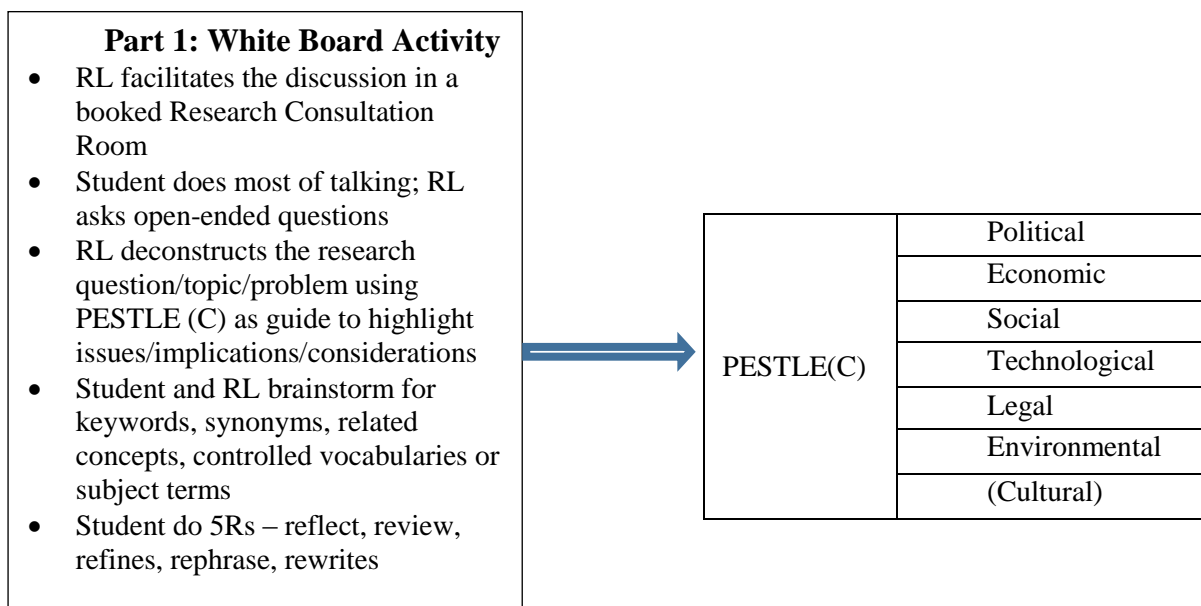 Part 1: White Board Activity
• RL facilitates the discussion in a
booked Research Consultation
Room
• Student does most of talking; RL
asks open-ended questions
• RL deconstructs the research
question/topic/problem using
PESTLE (C) as guide to highlight
issues/implications/considerations
• Student and RL brainstorm for
keywords, synonyms, related
concepts, controlled vocabularies or
subject terms
• Student do 5Rs – reflect, review,
refines, rephrase, rewrites
PESTLE(C)
Political
Economic
Social
Technological
Legal
Environmental
(Cultural)